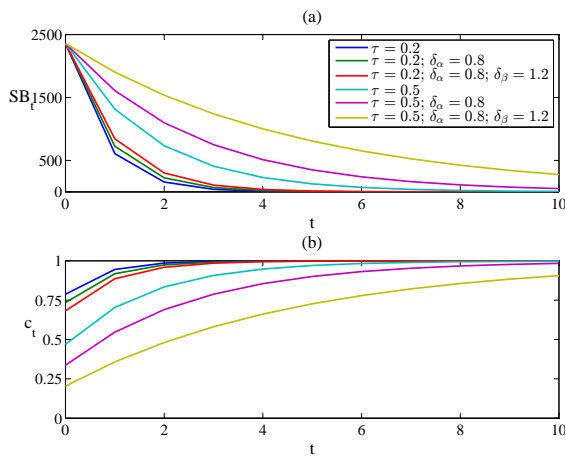 (a)
2500
1500
500
0
SB_t
τ = 0.2
τ = 0.2; δ_α = 0.8
τ = 0.2; δ_α = 0.8; δ_β = 1.2
τ = 0.5
τ = 0.5; δ_α = 0.8
τ = 0.5; δ_α = 0.8; δ_β = 1.2
0 2 4 6 8 10
t
(b)
1
0.75
0.5
0.25
0
c_t
0 2 4 6 8 10
t